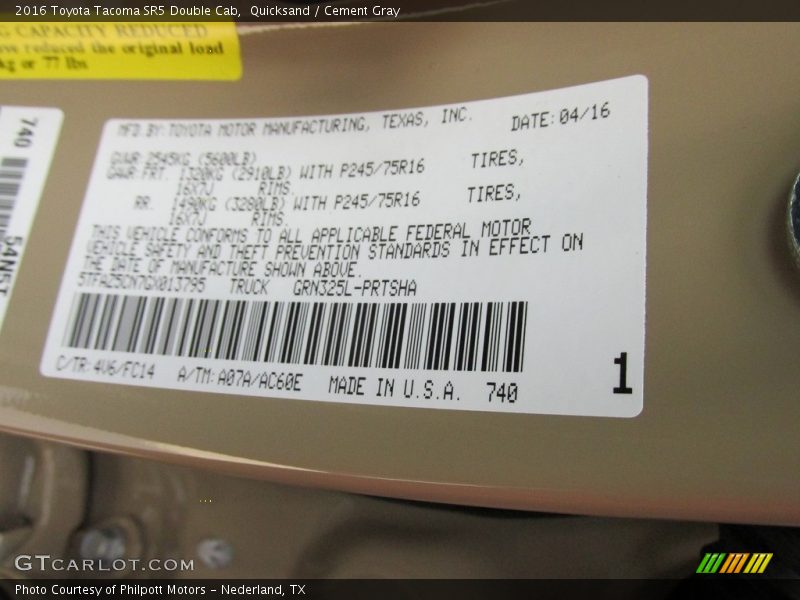 2016 Toyota Tacoma SR5 Double Cab, Quicksand / Cement Gray
G CAPACITY REDUCED
ave reduced the original load
kg or 77 lbs
740
54NST
MFD.BY:TOYOTA MOTOR MANUFACTURING, TEXAS, INC. DATE:04/16
GVWR:2545KG (5600LB)
GAWR FRT. 1320KG (2910LB) WITH P245/75R16 TIRES,
16X7J RIMS.
RR. 1490KG (3280LB) WITH P245/75R16 TIRES,
16X7J RIMS.
THIS VEHICLE CONFORMS TO ALL APPLICABLE FEDERAL MOTOR
VEHICLE SAFETY AND THEFT PREVENTION STANDARDS IN EFFECT ON
THE DATE OF MANUFACTURE SHOWN ABOVE.
5TFAZ5CN7GX013795 TRUCK GRN325L-PRTSHA
C/TR:4V6/FC14 A/TM:A07A/AC60E MADE IN U.S.A. 740
1
GTCARLOT.COM
Photo Courtesy of Philpott Motors - Nederland, TX